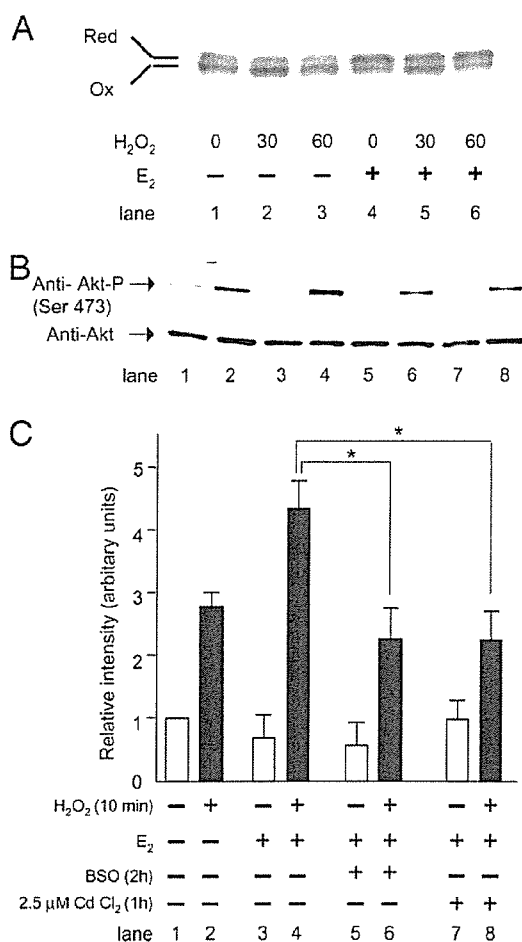 A
Red
Ox
H₂O₂ 0 30 60 0 30 60
E₂ − − − + + +
lane 1 2 3 4 5 6
B
Anti- Akt-P
(Ser 473)
Anti-Akt
lane 1 2 3 4 5 6 7 8
C
* 
*
Relative intensity (arbitary units)
5
4
3
2
1
0
H₂O₂ (10 min) − + − + − + − +
E₂ − − + + + + + +
BSO (2h) − − − − + + − −
2.5 µM Cd Cl₂ (1h) − − − − − − + +
lane 1 2 3 4 5 6 7 8